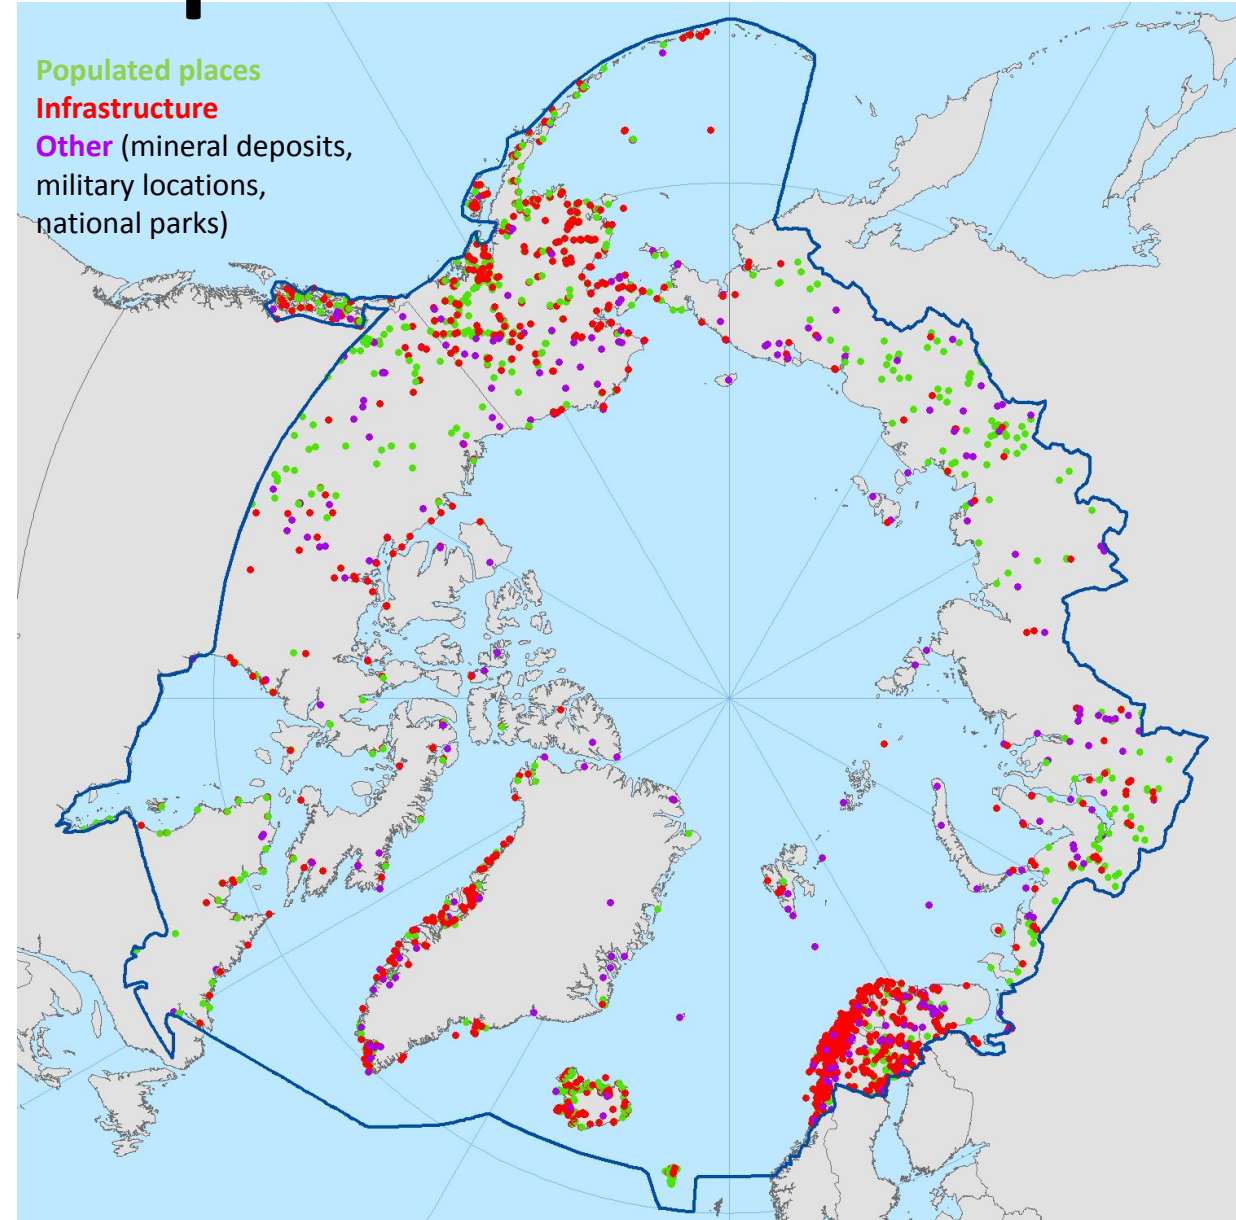 Populated places
Infrastructure
Other (mineral deposits,
military locations,
national parks)